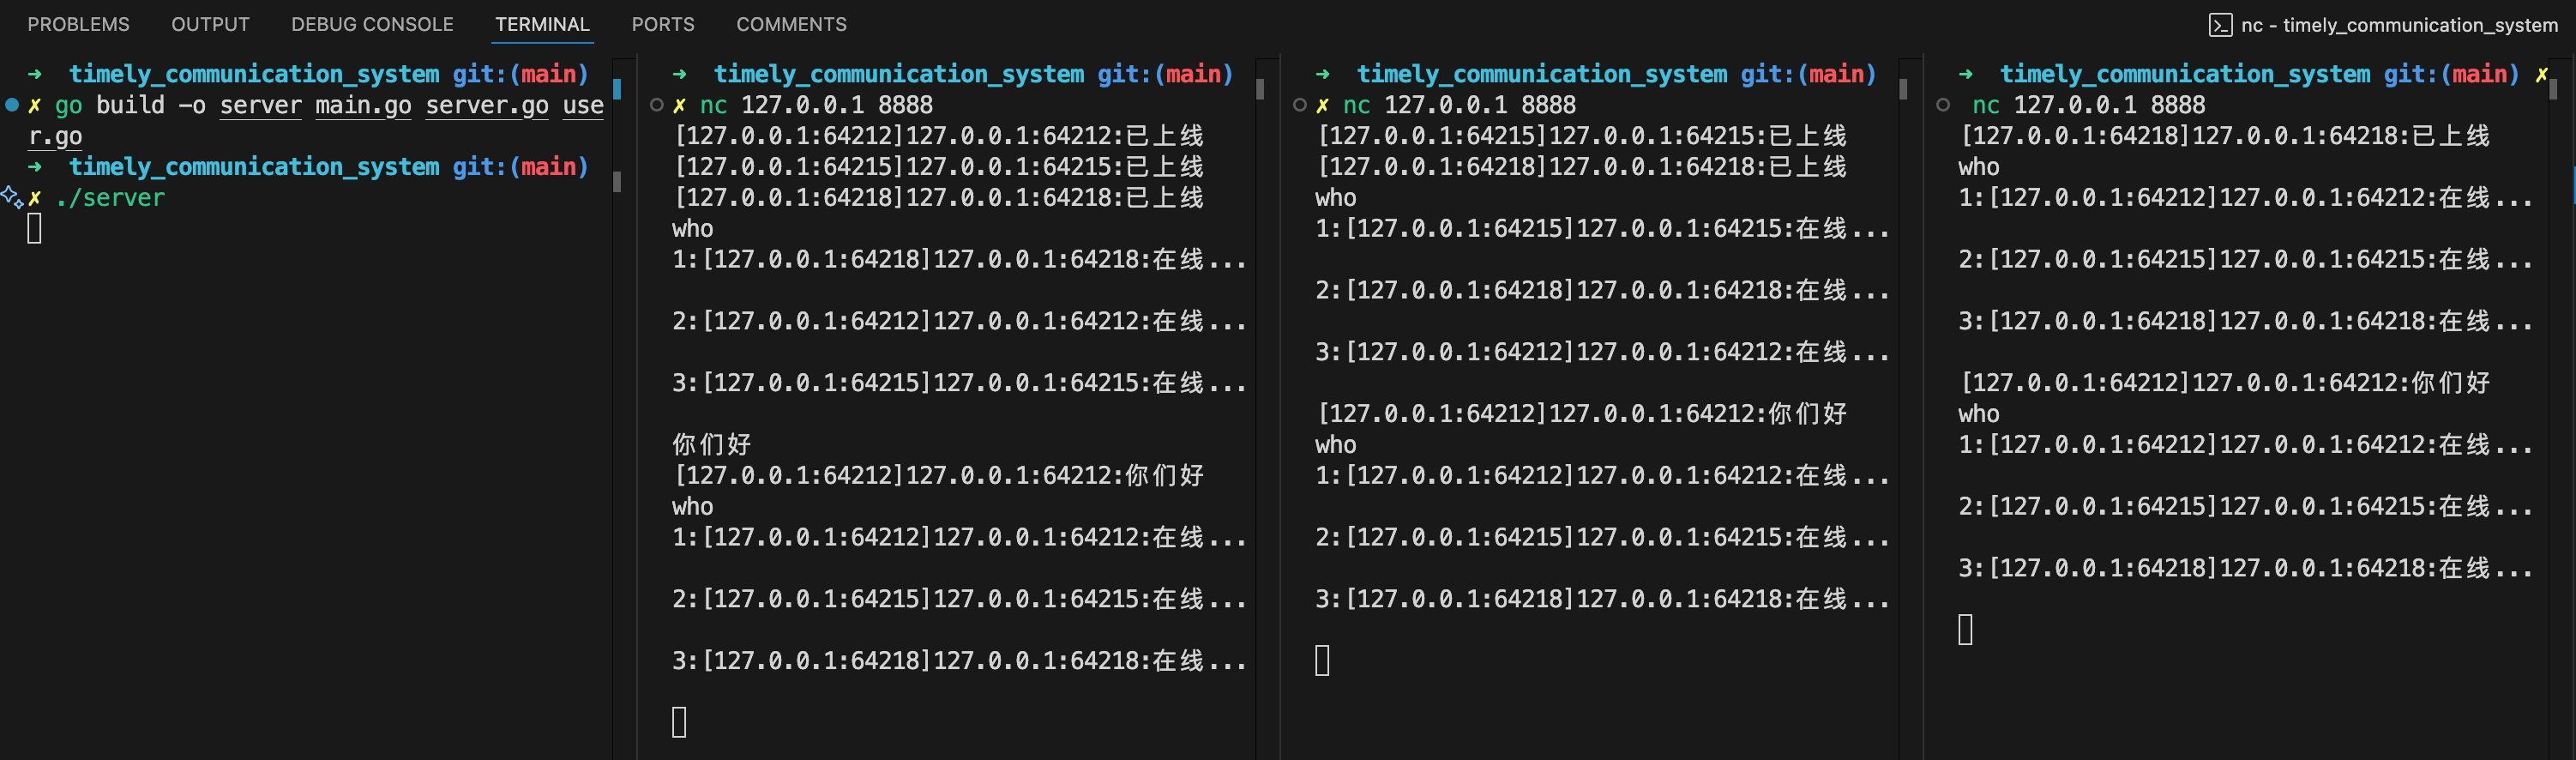 PROBLEMS OUTPUT DEBUG CONSOLE TERMINAL PORTS COMMENTS nc - timely_communication_system
➜ timely_communication_system git:(main)
✗ go build -o server main.go server.go use
r.go
➜ timely_communication_system git:(main)
✗ ./server
➜ timely_communication_system git:(main)
✗ nc 127.0.0.1 8888
[127.0.0.1:64212]127.0.0.1:64212:已上线
[127.0.0.1:64215]127.0.0.1:64215:已上线
[127.0.0.1:64218]127.0.0.1:64218:已上线
who
1:[127.0.0.1:64218]127.0.0.1:64218:在线...
2:[127.0.0.1:64212]127.0.0.1:64212:在线...
3:[127.0.0.1:64215]127.0.0.1:64215:在线...
你们好
[127.0.0.1:64212]127.0.0.1:64212:你们好
who
1:[127.0.0.1:64212]127.0.0.1:64212:在线...
2:[127.0.0.1:64215]127.0.0.1:64215:在线...
3:[127.0.0.1:64218]127.0.0.1:64218:在线...
➜ timely_communication_system git:(main)
✗ nc 127.0.0.1 8888
[127.0.0.1:64215]127.0.0.1:64215:已上线
[127.0.0.1:64218]127.0.0.1:64218:已上线
who
1:[127.0.0.1:64215]127.0.0.1:64215:在线...
2:[127.0.0.1:64218]127.0.0.1:64218:在线...
3:[127.0.0.1:64212]127.0.0.1:64212:在线...
[127.0.0.1:64212]127.0.0.1:64212:你们好
who
1:[127.0.0.1:64212]127.0.0.1:64212:在线...
2:[127.0.0.1:64215]127.0.0.1:64215:在线...
3:[127.0.0.1:64218]127.0.0.1:64218:在线...
➜ timely_communication_system git:(main) ✗
nc 127.0.0.1 8888
[127.0.0.1:64218]127.0.0.1:64218:已上线
who
1:[127.0.0.1:64212]127.0.0.1:64212:在线...
2:[127.0.0.1:64215]127.0.0.1:64215:在线...
3:[127.0.0.1:64218]127.0.0.1:64218:在线...
[127.0.0.1:64212]127.0.0.1:64212:你们好
who
1:[127.0.0.1:64212]127.0.0.1:64212:在线...
2:[127.0.0.1:64215]127.0.0.1:64215:在线...
3:[127.0.0.1:64218]127.0.0.1:64218:在线...